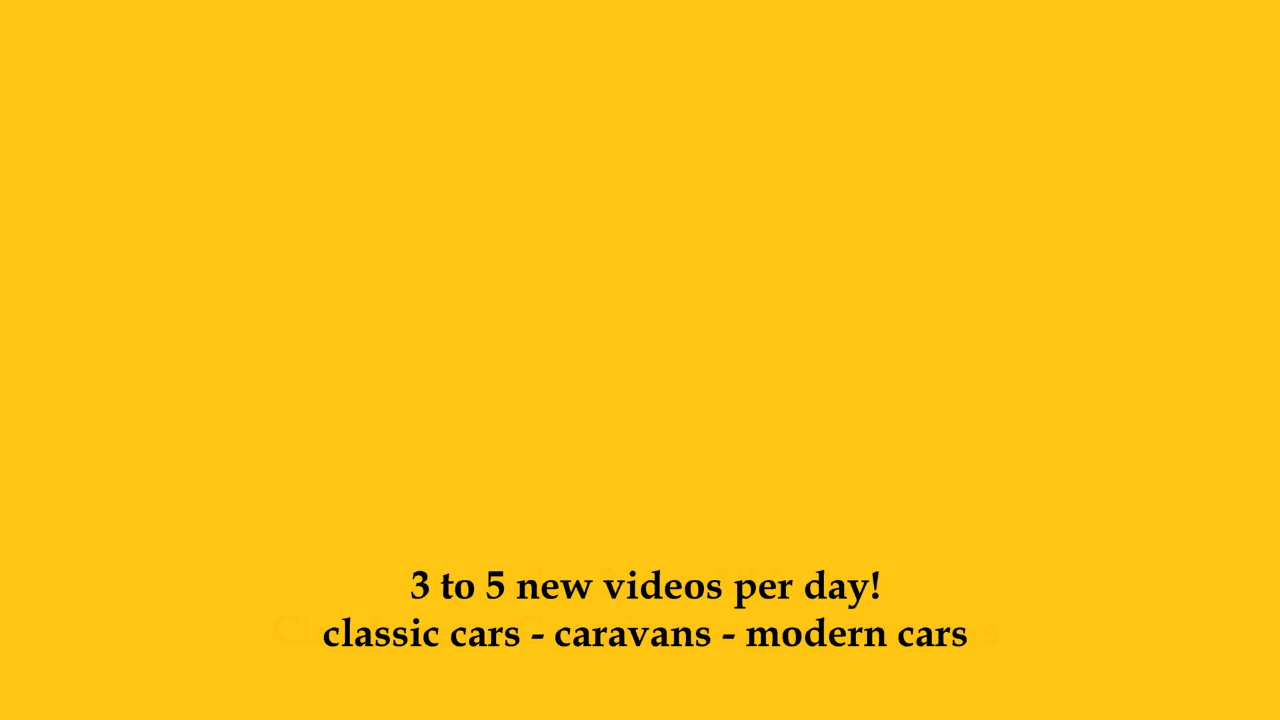 3 to 5 new videos per day!
classic cars - caravans - modern cars